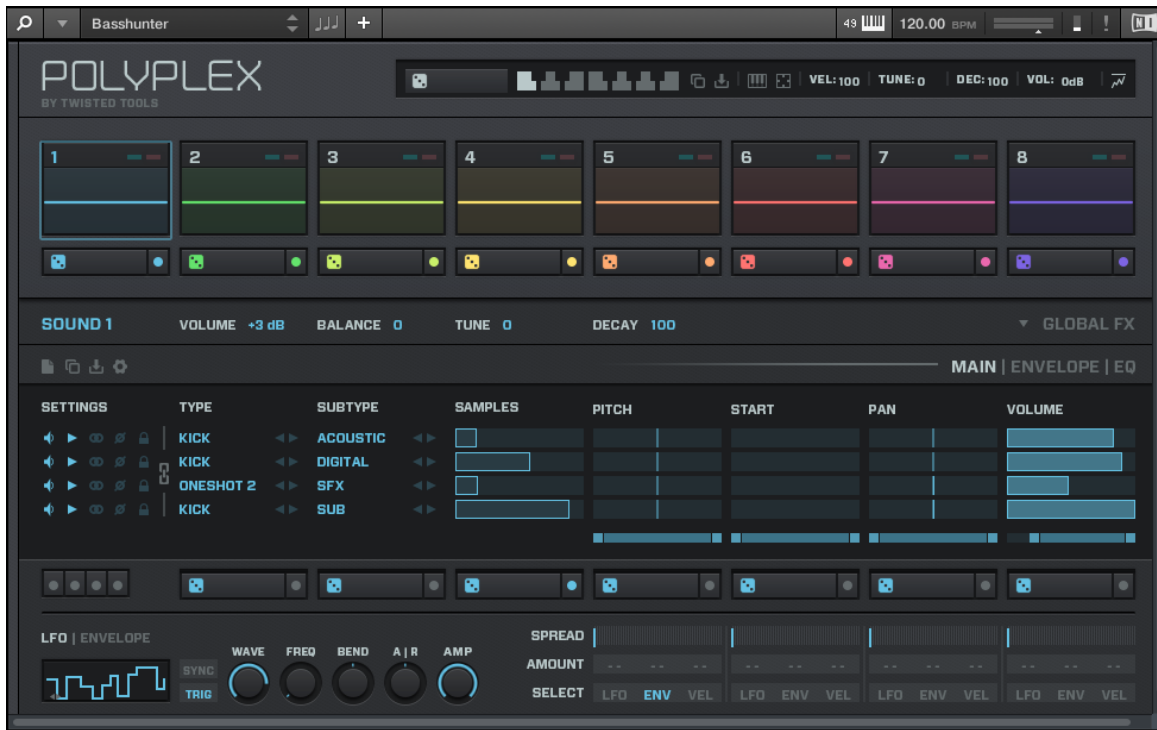 Basshunter 49 120.00 BPM ! NI
POLYPLEX
BY TWISTED TOOLS
VEL: 100 TUNE: 0 DEC: 100 VOL: 0dB
1 2 3 4 5 6 7 8
SOUND 1 VOLUME +3 dB BALANCE 0 TUNE 0 DECAY 100 GLOBAL FX
MAIN | ENVELOPE | EQ
SETTINGS TYPE SUBTYPE SAMPLES PITCH START PAN VOLUME
KICK ACOUSTIC
KICK DIGITAL
ONESHOT 2 SFX
KICK SUB
LFO | ENVELOPE
WAVE FREQ BEND A|R AMP
SYNC
TRIG
SPREAD
AMOUNT -- -- -- -- -- -- -- -- -- -- -- --
SELECT LFO ENV VEL LFO ENV VEL LFO ENV VEL LFO ENV VEL